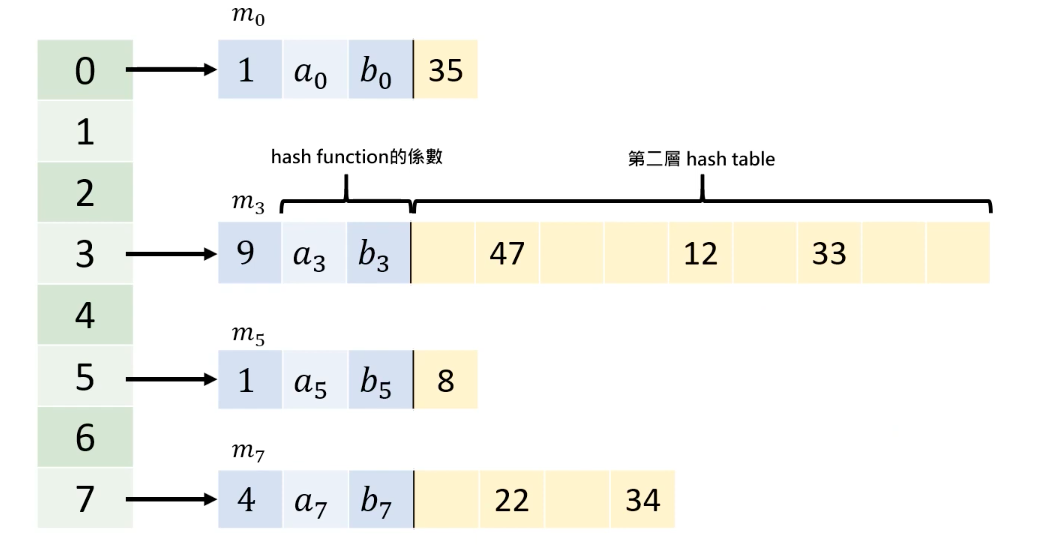 m₀
0 1 a₀ b₀ 35
1
hash function的係數 第二層 hash table
2
m₃
3 9 a₃ b₃ 47 12 33
4
m₅
5 1 a₅ b₅ 8
6
m₇
7 4 a₇ b₇ 22 34